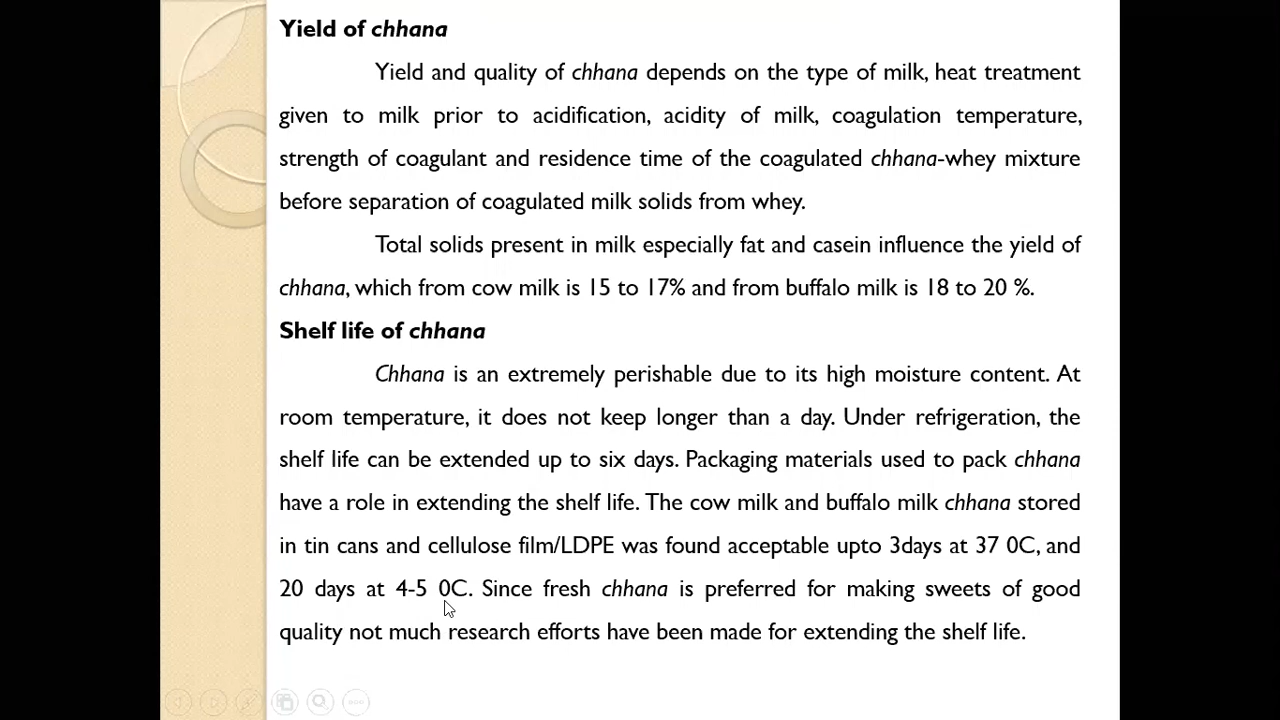 Yield of chhana
Yield and quality of chhana depends on the type of milk, heat treatment
given to milk prior to acidification, acidity of milk, coagulation temperature,
strength of coagulant and residence time of the coagulated chhana-whey mixture
before separation of coagulated milk solids from whey.
Total solids present in milk especially fat and casein influence the yield of
chhana, which from cow milk is 15 to 17% and from buffalo milk is 18 to 20 %.
Shelf life of chhana
Chhana is an extremely perishable due to its high moisture content. At
room temperature, it does not keep longer than a day. Under refrigeration, the
shelf life can be extended up to six days. Packaging materials used to pack chhana
have a role in extending the shelf life. The cow milk and buffalo milk chhana stored
in tin cans and cellulose film/LDPE was found acceptable upto 3days at 37 0C, and
20 days at 4-5 0C. Since fresh chhana is preferred for making sweets of good
quality not much research efforts have been made for extending the shelf life.